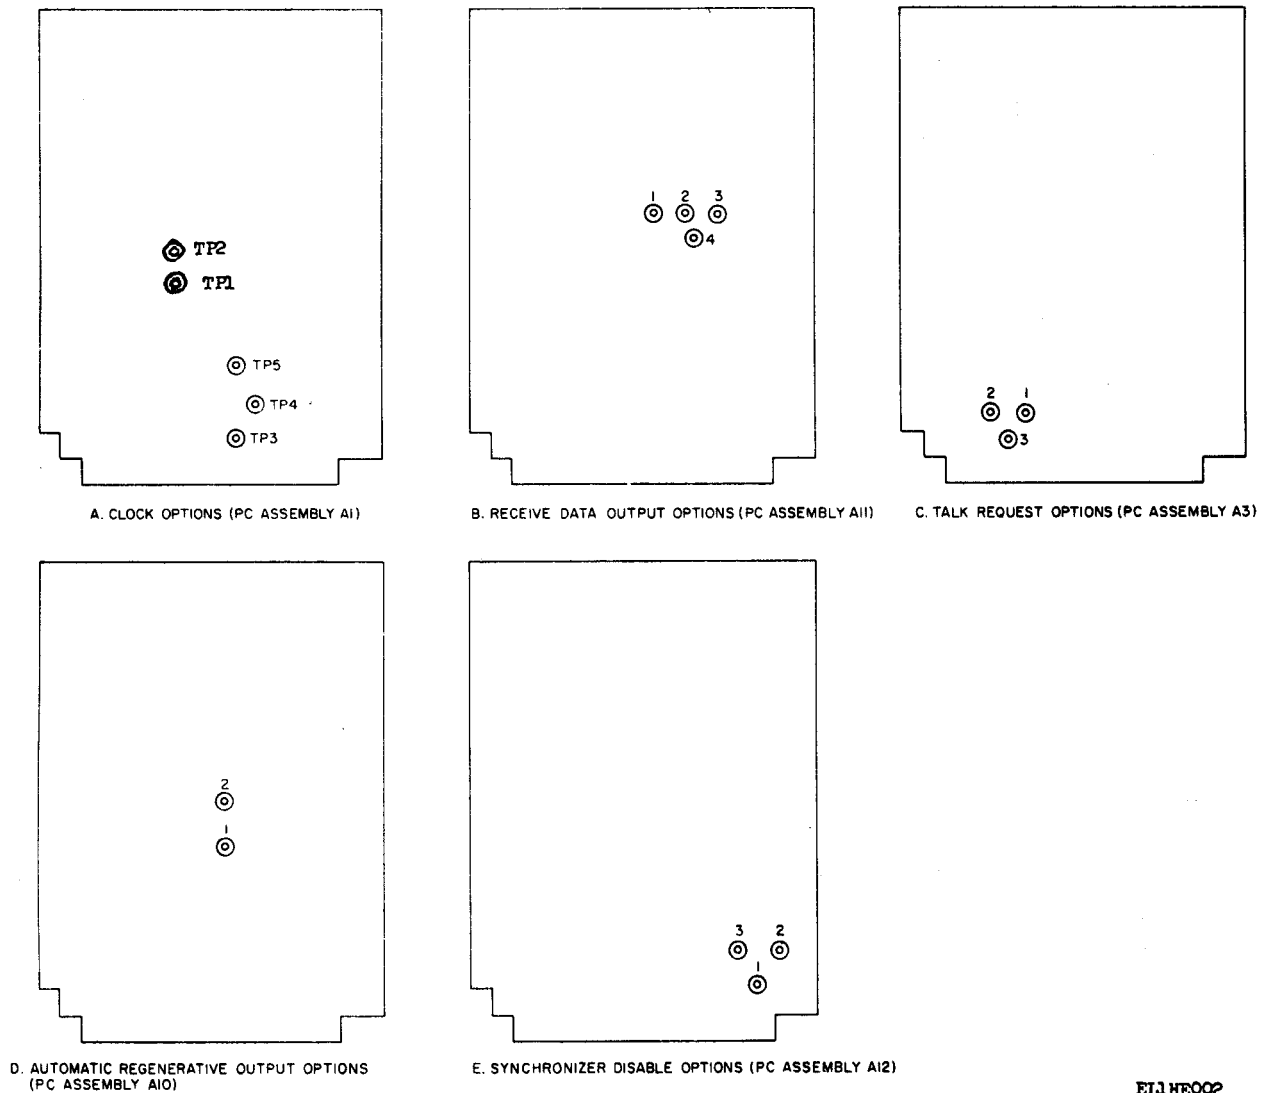 TP2
TP1
TP5
TP4
TP3
A. CLOCK OPTIONS (PC ASSEMBLY A1)
1 2 3
4
B. RECEIVE DATA OUTPUT OPTIONS (PC ASSEMBLY A11)
2 1
3
C. TALK REQUEST OPTIONS (PC ASSEMBLY A3)
2
1
D. AUTOMATIC REGENERATIVE OUTPUT OPTIONS
(PC ASSEMBLY A10)
3 2
1
E. SYNCHRONIZER DISABLE OPTIONS (PC ASSEMBLY A12)
EL1HE002